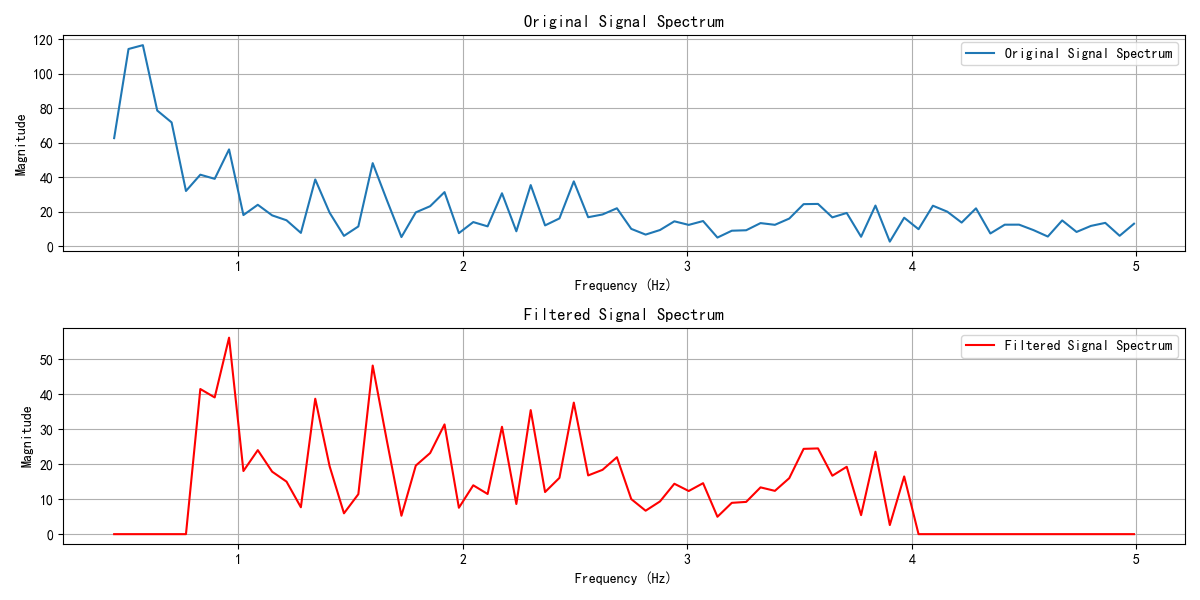 Original Signal Spectrum
120
100
80
60
40
20
0
Magnitude
Original Signal Spectrum
1
2
3
4
5
Frequency (Hz)
Filtered Signal Spectrum
50
40
30
20
10
0
Magnitude
Filtered Signal Spectrum
1
2
3
4
5
Frequency (Hz)